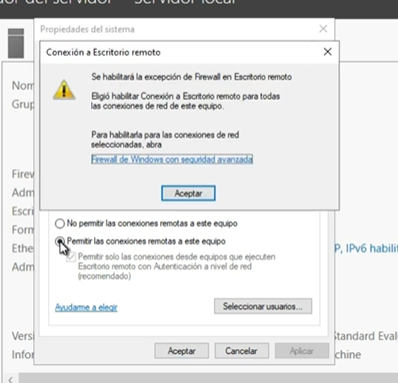 dor del servidor Servidor local
Propiedades del sistema
Conexión a Escritorio remoto
Se habilitará la excepción de Firewall en Escritorio remoto
Eligió habilitar Conexión a Escritorio remoto para todas
las conexiones de red de este equipo.
Para habilitarla para las conexiones de red
seleccionadas, abra
Firewall de Windows con seguridad avanzada
Aceptar
Nom
Grup
Firew
Adm
Escri
Form
Ethe
Adm
No permitir las conexiones remotas a este equipo
Permitir las conexiones remotas a este equipo
P, IPv6 habilit
Permitir solo las conexiones desde equipos que ejecuten
Escritorio remoto con Autenticación a nivel de red
(recomendado)
Ayudarme a elegir
Seleccionar usuarios...
Versi
Standard Eval
Infor
chine
Aceptar Cancelar Aplicar